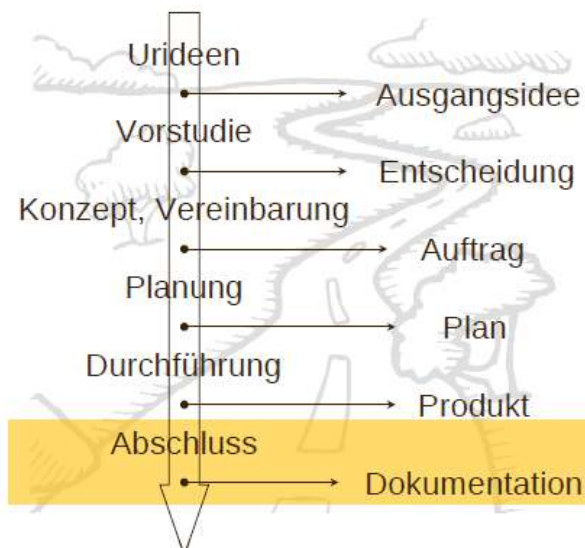 Urideen
Ausgangsidee
Vorstudie
Entscheidung
Konzept, Vereinbarung
Auftrag
Planung
Plan
Durchführung
Produkt
Abschluss
Dokumentation